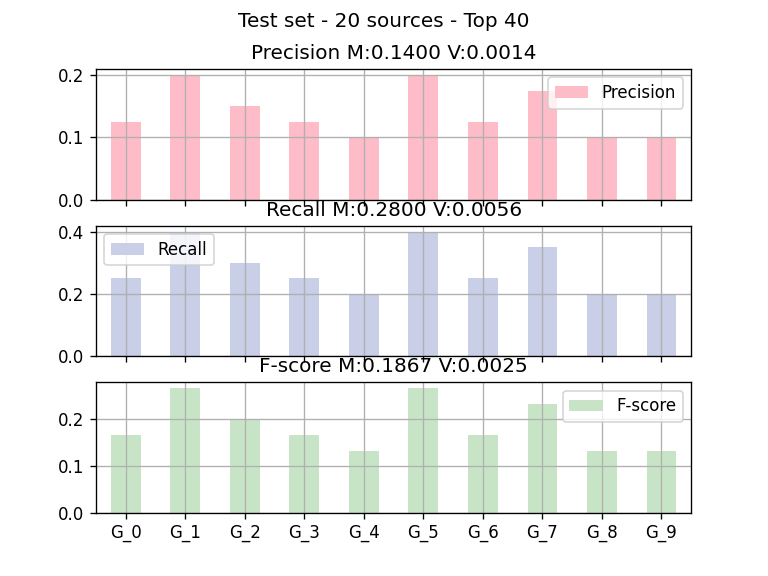 Test set - 20 sources - Top 40
Precision M:0.1400 V:0.0014
0.2
0.1
0.0
Precision
Recall M:0.2800 V:0.0056
0.4
0.2
0.0
Recall
F-score M:0.1867 V:0.0025
0.2
0.1
0.0
F-score
G_0 G_1 G_2 G_3 G_4 G_5 G_6 G_7 G_8 G_9